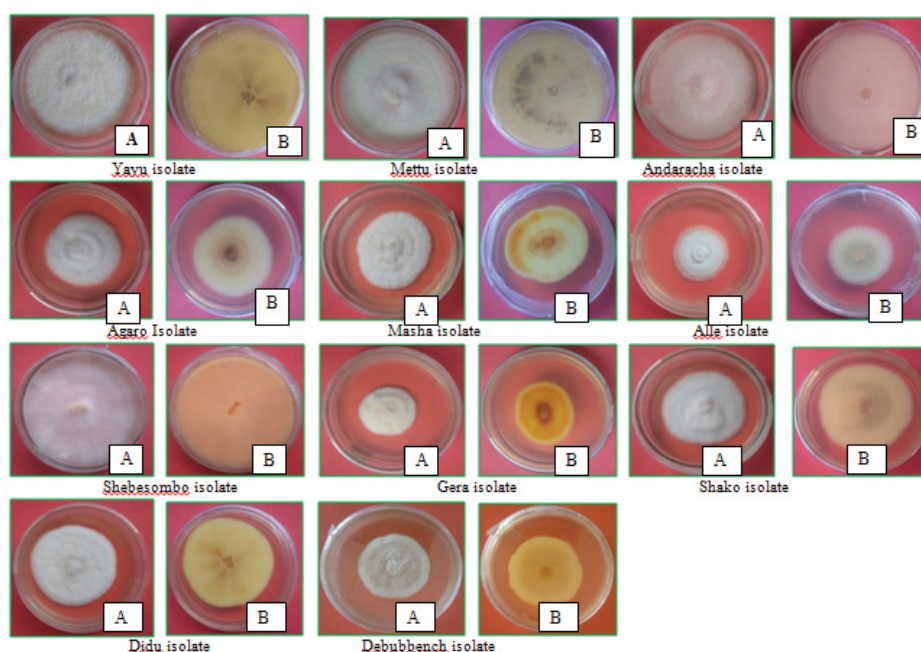 A B A B A B
Yayu isolate Mettu isolate Andaracha isolate
A B A B A B
Agaro Isolate Masha isolate Alle isolate
A B A B A B
Shebesombo isolate Gera isolate Shako isolate
A B A B
Didu isolate Debubbench isolate